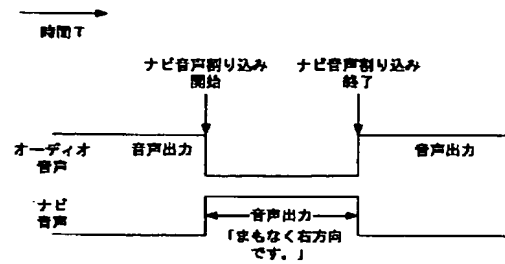 時間T
ナビ音声割り込み
開始
ナビ音声割り込み
終了
オーディオ
音声
音声出力
音声出力
ナビ
音声
音声出力
「まもなく右方向
です。」